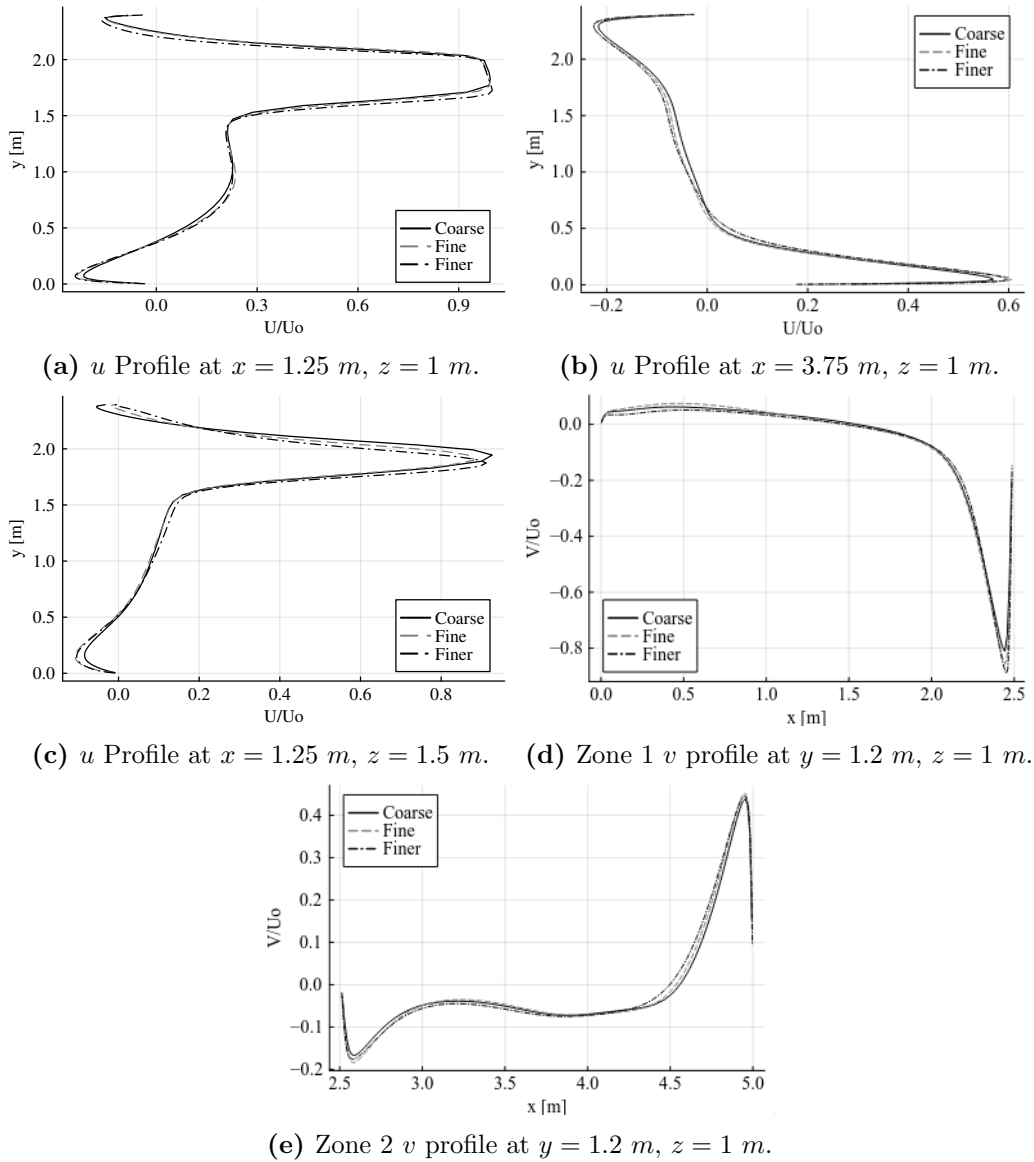 2.0
1.5
1.0
0.5
0.0
y [m]
0.0
0.3
0.6
0.9
U/Uo
Coarse
Fine
Finer
(a) u Profile at x = 1.25 m, z = 1 m.
2.0
1.5
1.0
0.5
0.0
y [m]
−0.2
0.0
0.2
0.4
0.6
U/Uo
Coarse
Fine
Finer
(b) u Profile at x = 3.75 m, z = 1 m.
2.0
1.5
1.0
0.5
0.0
y [m]
0.0
0.2
0.4
0.6
0.8
U/Uo
Coarse
Fine
Finer
(c) u Profile at x = 1.25 m, z = 1.5 m.
0.0
−0.2
−0.4
−0.6
−0.8
V/Uo
0.0
0.5
1.0
1.5
2.0
2.5
x [m]
Coarse
Fine
Finer
(d) Zone 1 v profile at y = 1.2 m, z = 1 m.
0.4
0.3
0.2
0.1
0.0
−0.1
−0.2
V/Uo
2.5
3.0
3.5
4.0
4.5
5.0
x [m]
Coarse
Fine
Finer
(e) Zone 2 v profile at y = 1.2 m, z = 1 m.